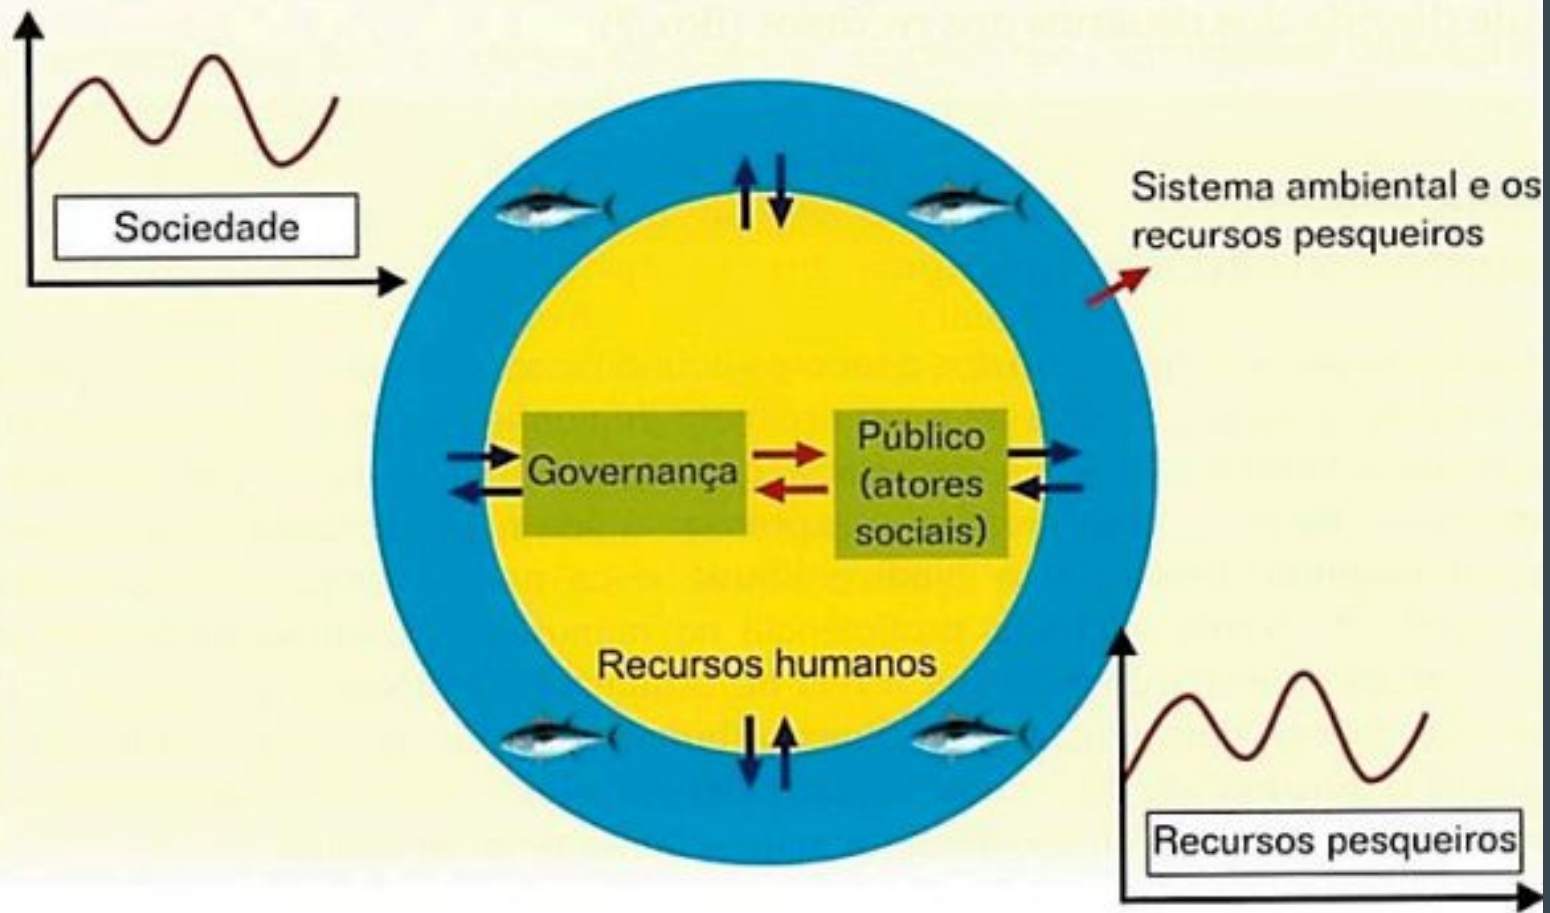 Sociedade
Sistema ambiental e os
recursos pesqueiros
Governança
Público
(atores
sociais)
Recursos humanos
Recursos pesqueiros